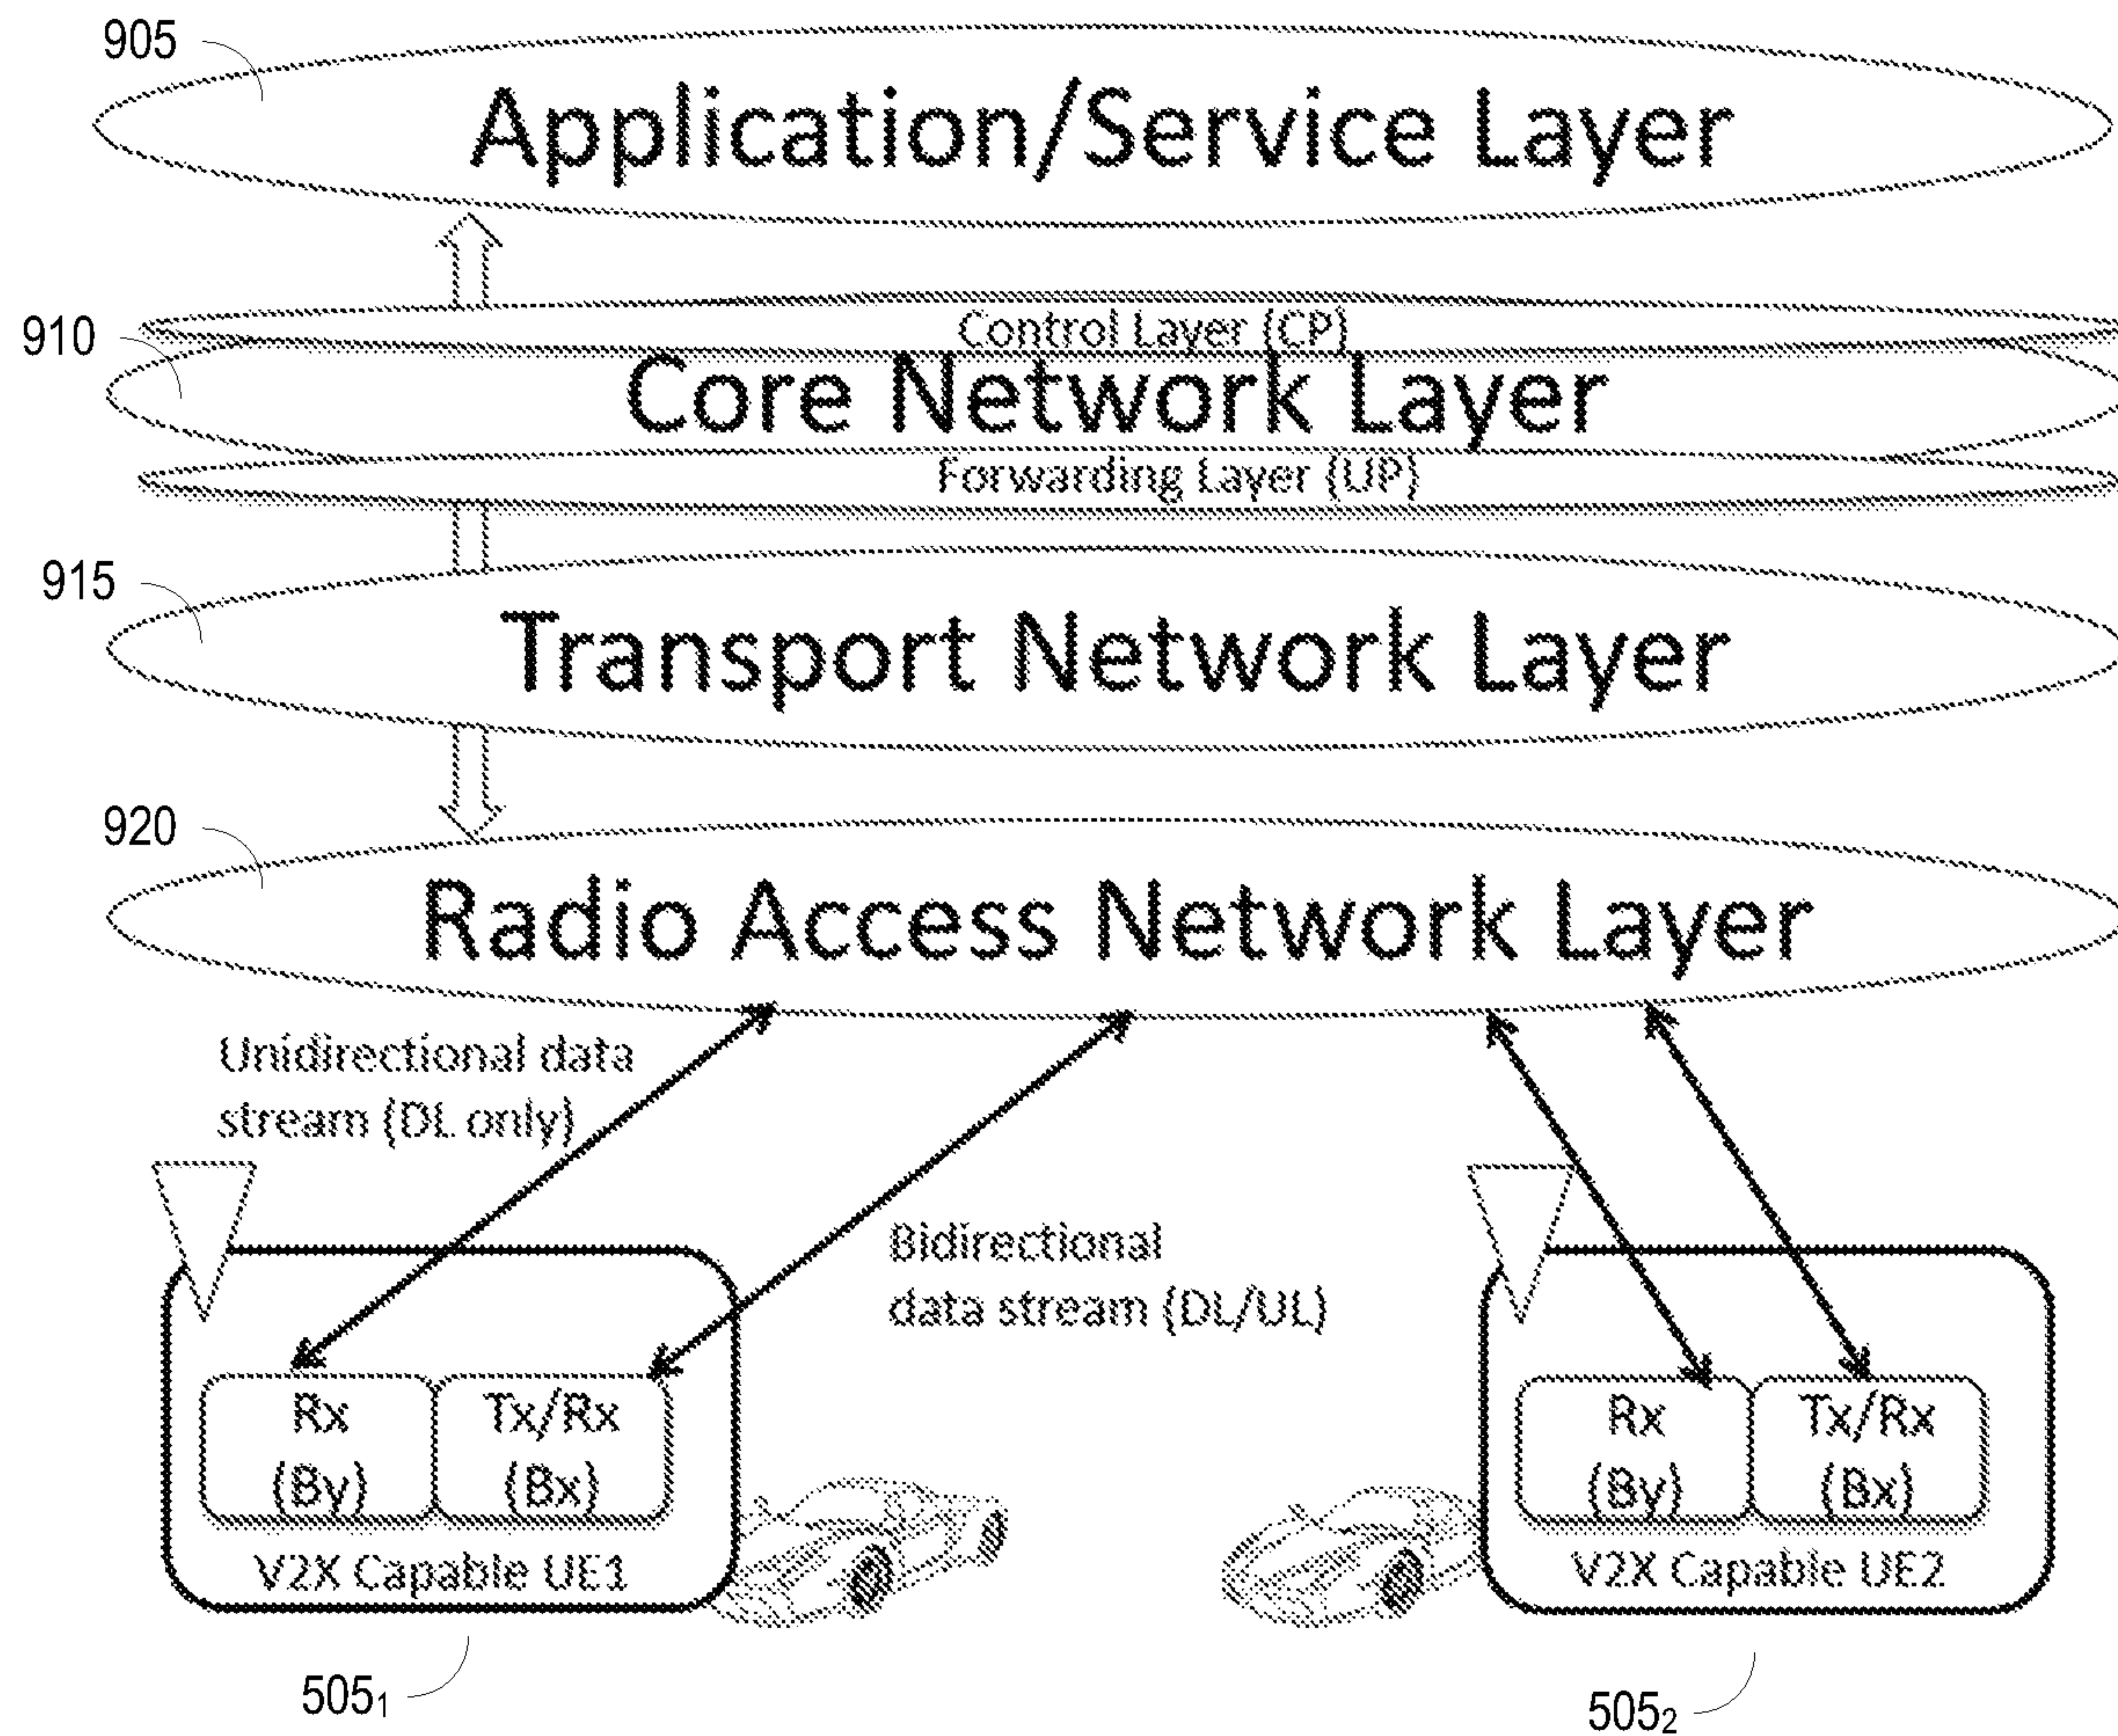 905
Application/Service Layer
Control Layer (CP)
910
Core Network Layer
Forwarding Layer (UP)
915
Transport Network Layer
920
Radio Access Network Layer
Unidirectional data
stream (DL only)
Bidirectional
data stream (DL/UL)
Rx
(By)
Tx/Rx
(Bx)
V2X Capable UE1
Rx
(By)
Tx/Rx
(Bx)
V2X Capable UE2
505₁
505₂